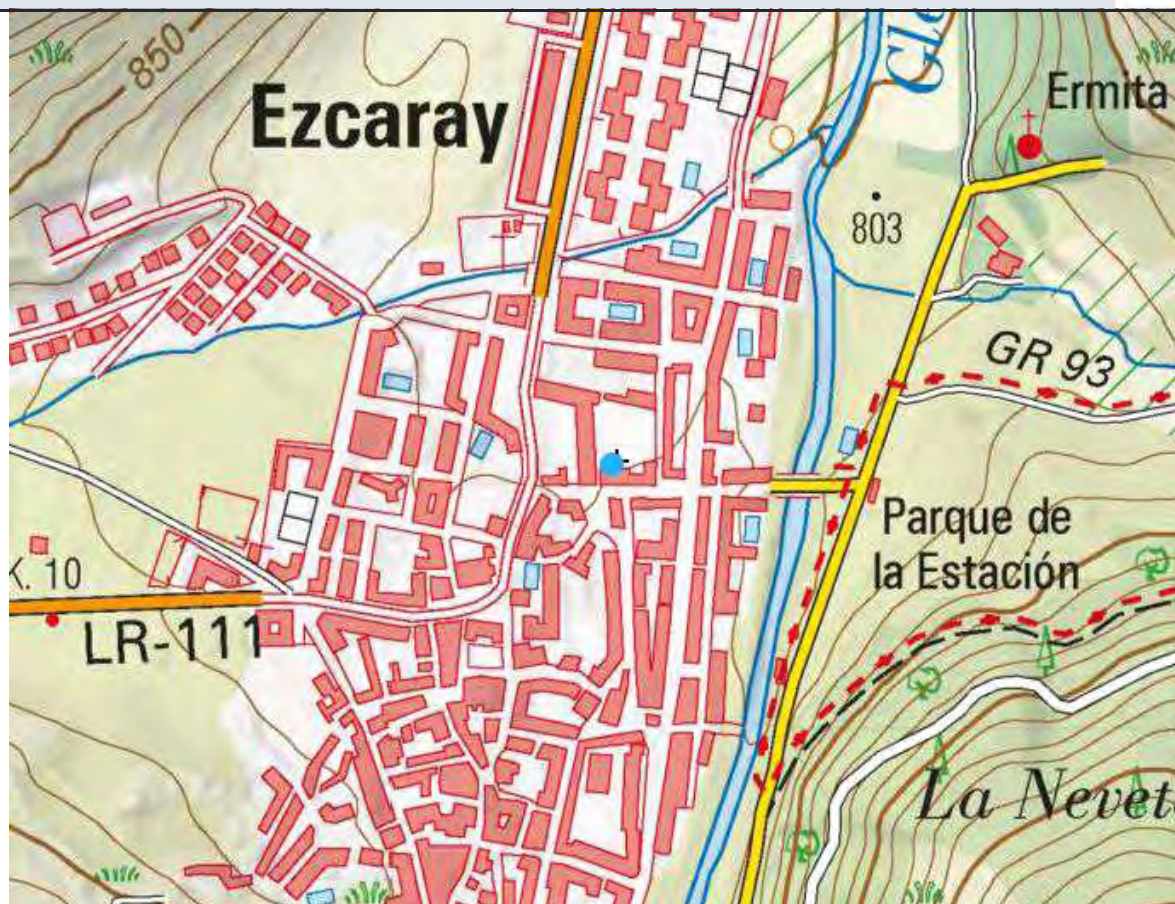 850
Ezcaray
Ermita
803
GR 93
Parque de
la Estación
K. 10
LR-111
La Nevet